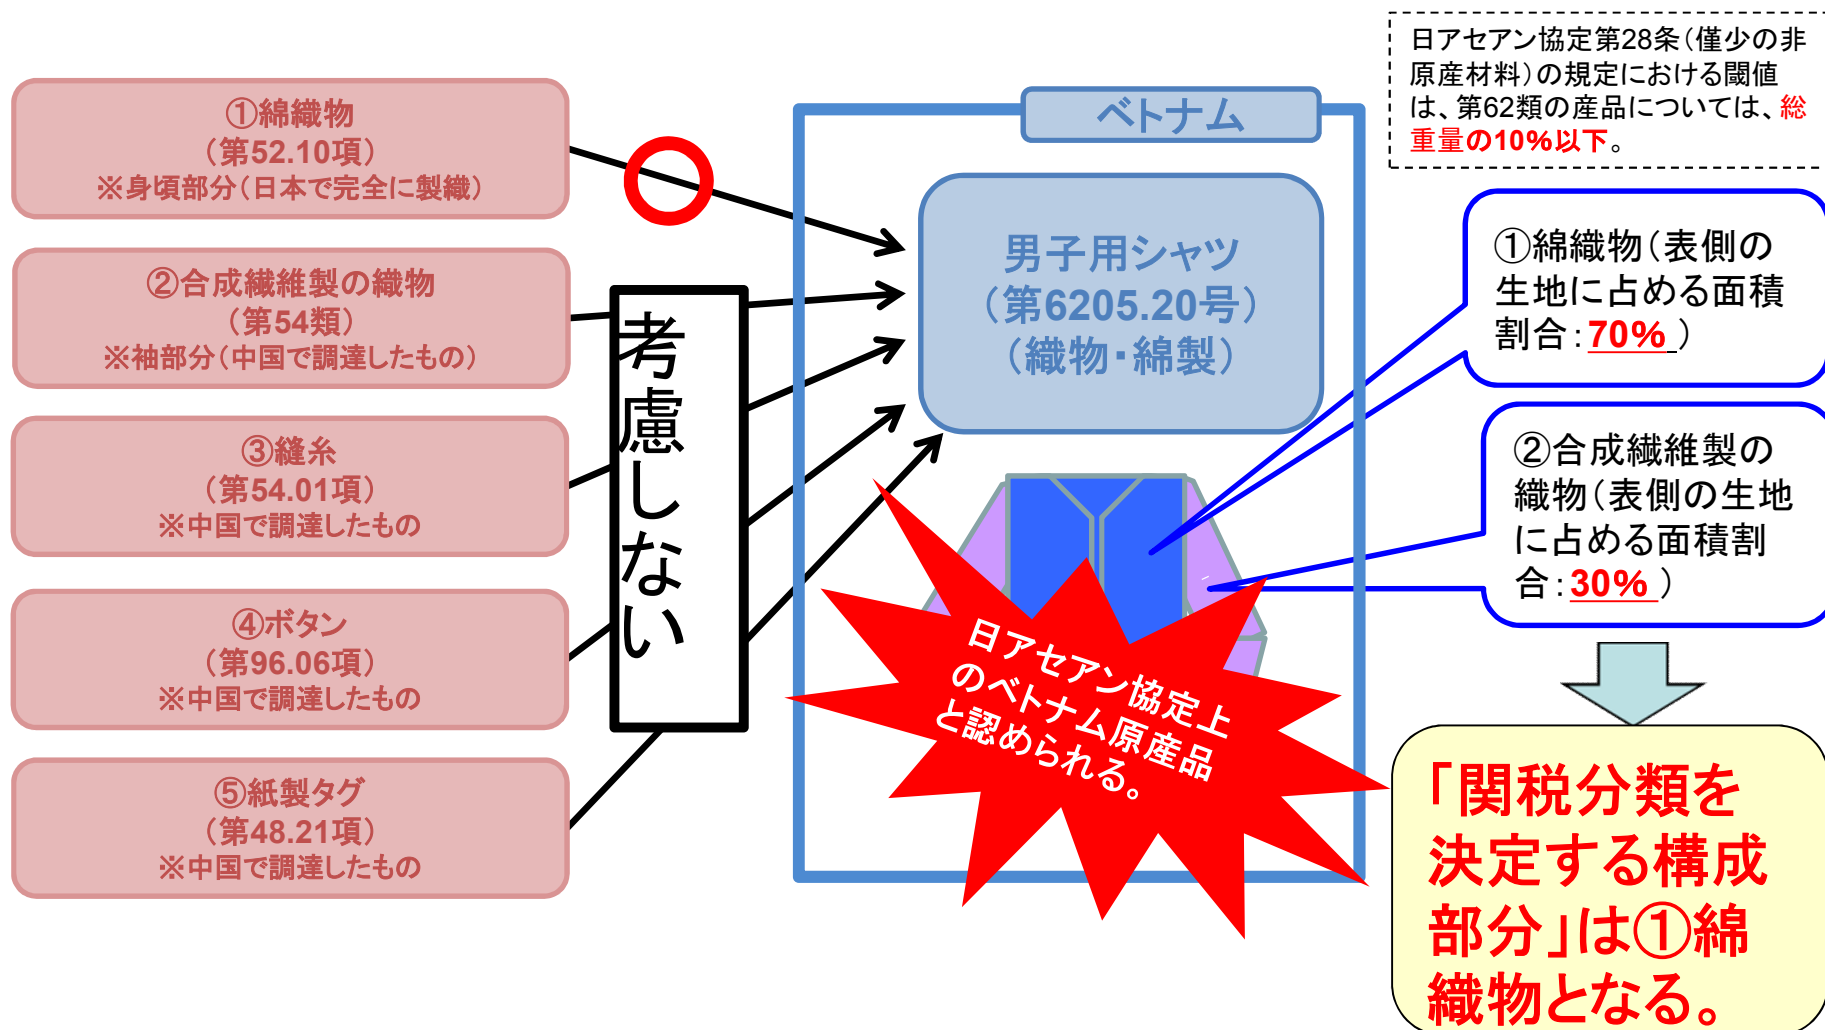 日アセアン協定第28条（僅少の非
原産材料）の規定における閾値
は、第62類の産品については、総
重量の10%以下。
①綿織物
（第52.10項）
※身頃部分（日本で完全に製織）
②合成繊維製の織物
（第54類）
※袖部分（中国で調達したもの）
③縫糸
（第54.01項）
※中国で調達したもの
④ボタン
（第96.06項）
※中国で調達したもの
⑤紙製タグ
（第48.21項）
※中国で調達したもの
考慮しない
ベトナム
男子用シャツ
（第6205.20号）
（織物・綿製）
日アセアン協定上
のベトナム原産品
と認められる。
①綿織物（表側の
生地に占める面積
割合：70% ）
②合成繊維製の
織物（表側の生地
に占める面積割
合：30% ）
「関税分類を
決定する構成
部分」は①綿
織物となる。